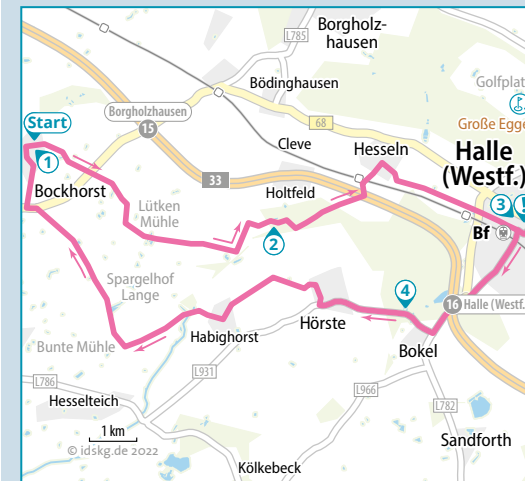 Borgholz-
hausen
L785
Bödinghausen
Golfplat
Große Egge
Borgholzhausen
15
68
Start
1
Cleve
Hesseln
Halle
(Westf.)
33
Bockhorst
Holtfeld
Lütken
Mühle
3
Bf
2
Spargelhof
Lange
4
16
Halle (Westf.
Habighorst
Hörste
Bunte Mühle
Bokel
L931
L786
L966
Hesselteich
L782
1 km
© idskg.de 2022
Sandforth
Kölkebeck